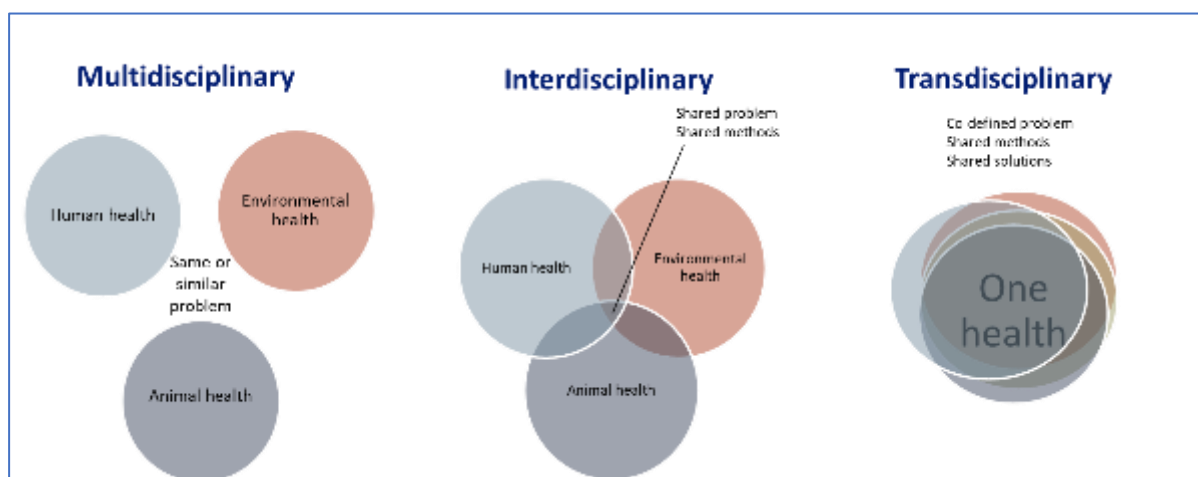 Multidisciplinary
Human health
Environmental
health
Same or
similar
problem
Animal health
Interdisciplinary
Shared problem
Shared methods
Human health
Environmental
health
Animal health
Transdisciplinary
Co defined problem
Shared methods
Shared solutions
One
health